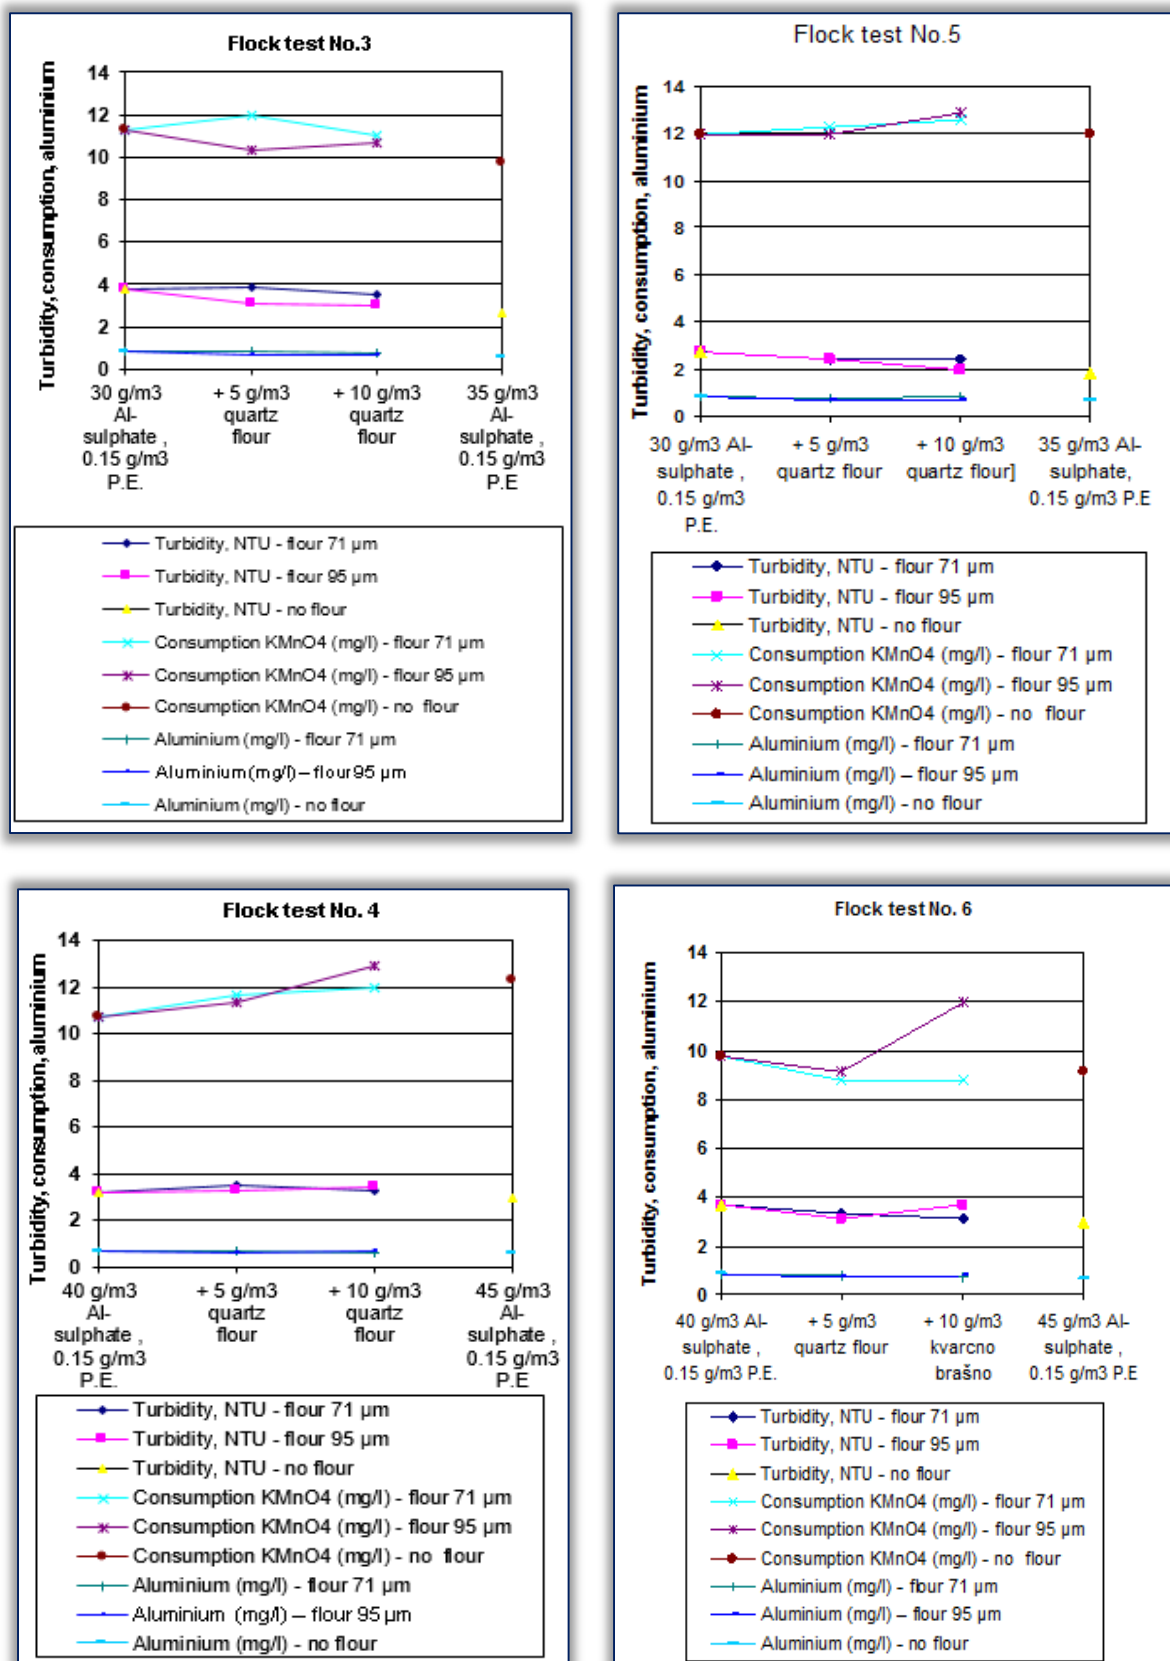 Flock test No.3
Turbidity, consumption, aluminium
14
12
10
8
6
4
2
0
30 g/m3 Al-sulphate , 0.15 g/m3 P.E.
+ 5 g/m3 quartz flour
+ 10 g/m3 quartz flour
35 g/m3 Al-sulphate , 0.15 g/m3 P.E
Turbidity, NTU - flour 71 µm
Turbidity, NTU - flour 95 µm
Turbidity, NTU - no flour
Consumption KMnO4 (mg/l) - flour 71 µm
Consumption KMnO4 (mg/l) - flour 95 µm
Consumption KMnO4 (mg/l) - no flour
Aluminium (mg/l) - flour 71 µm
Aluminium (mg/l) – flour 95 µm
Aluminium (mg/l) - no flour
Flock test No.5
Turbidity, consumption, aluminium
14
12
10
8
6
4
2
0
30 g/m3 Al-sulphate , 0.15 g/m3 P.E.
+ 5 g/m3 quartz flour
+ 10 g/m3 quartz flour]
35 g/m3 Al-sulphate, 0.15 g/m3 P.E
Turbidity, NTU - flour 71 µm
Turbidity, NTU - flour 95 µm
Turbidity, NTU - no flour
Consumption KMnO4 (mg/l) - flour 71 µm
Consumption KMnO4 (mg/l) - flour 95 µm
Consumption KMnO4 (mg/l) - no flour
Aluminium (mg/l) - flour 71 µm
Aluminium (mg/l) – flour 95 µm
Aluminium (mg/l) - no flour
Flock test No. 4
Turbidity, consumption, aluminium
14
12
10
8
6
4
2
0
40 g/m3 Al-sulphate , 0.15 g/m3 P.E.
+ 5 g/m3 quartz flour
+ 10 g/m3 quartz flour
45 g/m3 Al-sulphate , 0.15 g/m3 P.E
Turbidity, NTU - flour 71 µm
Turbidity, NTU - flour 95 µm
Turbidity, NTU - no flour
Consumption KMnO4 (mg/l) - flour 71 µm
Consumption KMnO4 (mg/l) - flour 95 µm
Consumption KMnO4 (mg/l) - no flour
Aluminium (mg/l) - flour 71 µm
Aluminium (mg/l) – flour 95 µm
Aluminium (mg/l) - no flour
Flock test No. 6
Turbidity, consumption, aluminium
14
12
10
8
6
4
2
0
40 g/m3 Al-sulphate , 0.15 g/m3 P.E.
+ 5 g/m3 quartz flour
+ 10 g/m3 kvarcno brašno
45 g/m3 Al-sulphate , 0.15 g/m3 P.E
Turbidity, NTU - flour 71 µm
Turbidity, NTU - flour 95 µm
Turbidity, NTU - no flour
Consumption KMnO4 (mg/l) - flour 71 µm
Consumption KMnO4 (mg/l) - flour 95 µm
Consumption KMnO4 (mg/l) - no flour
Aluminium (mg/l) - flour 71 µm
Aluminium (mg/l) – flour 95 µm
Aluminium (mg/l) - no flour